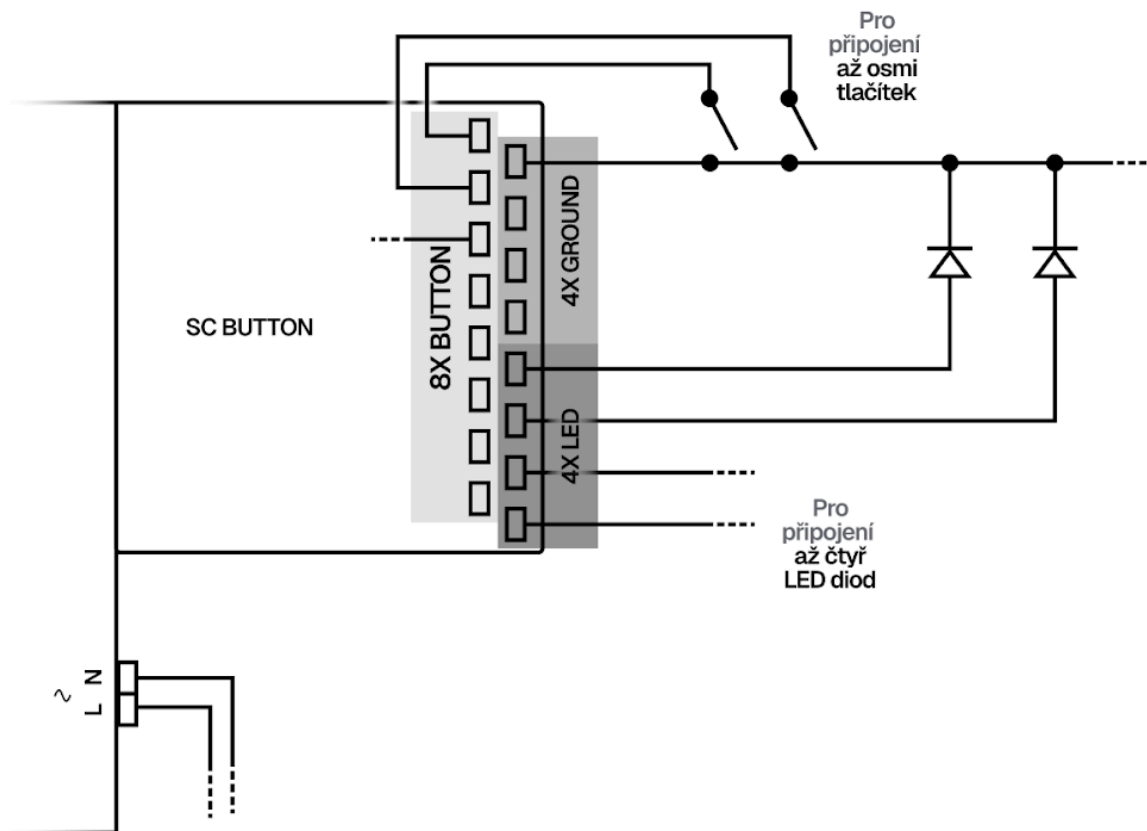 Pro
připojení
až osmi
tlačítek
4X GROUND
8X BUTTON
SC BUTTON
4X LED
Pro
připojení
až čtyř
LED diod
~
N
L